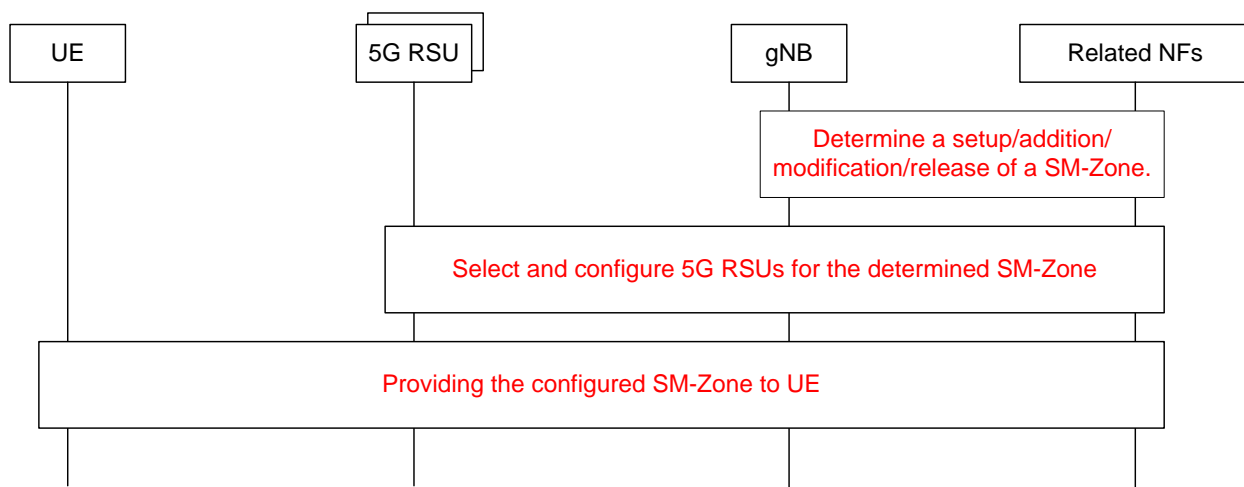 UE
5G RSU
gNB
Related NFs
Determine a setup/addition/
modification/release of a SM-Zone.
Select and configure 5G RSUs for the determined SM-Zone
Providing the configured SM-Zone to UE